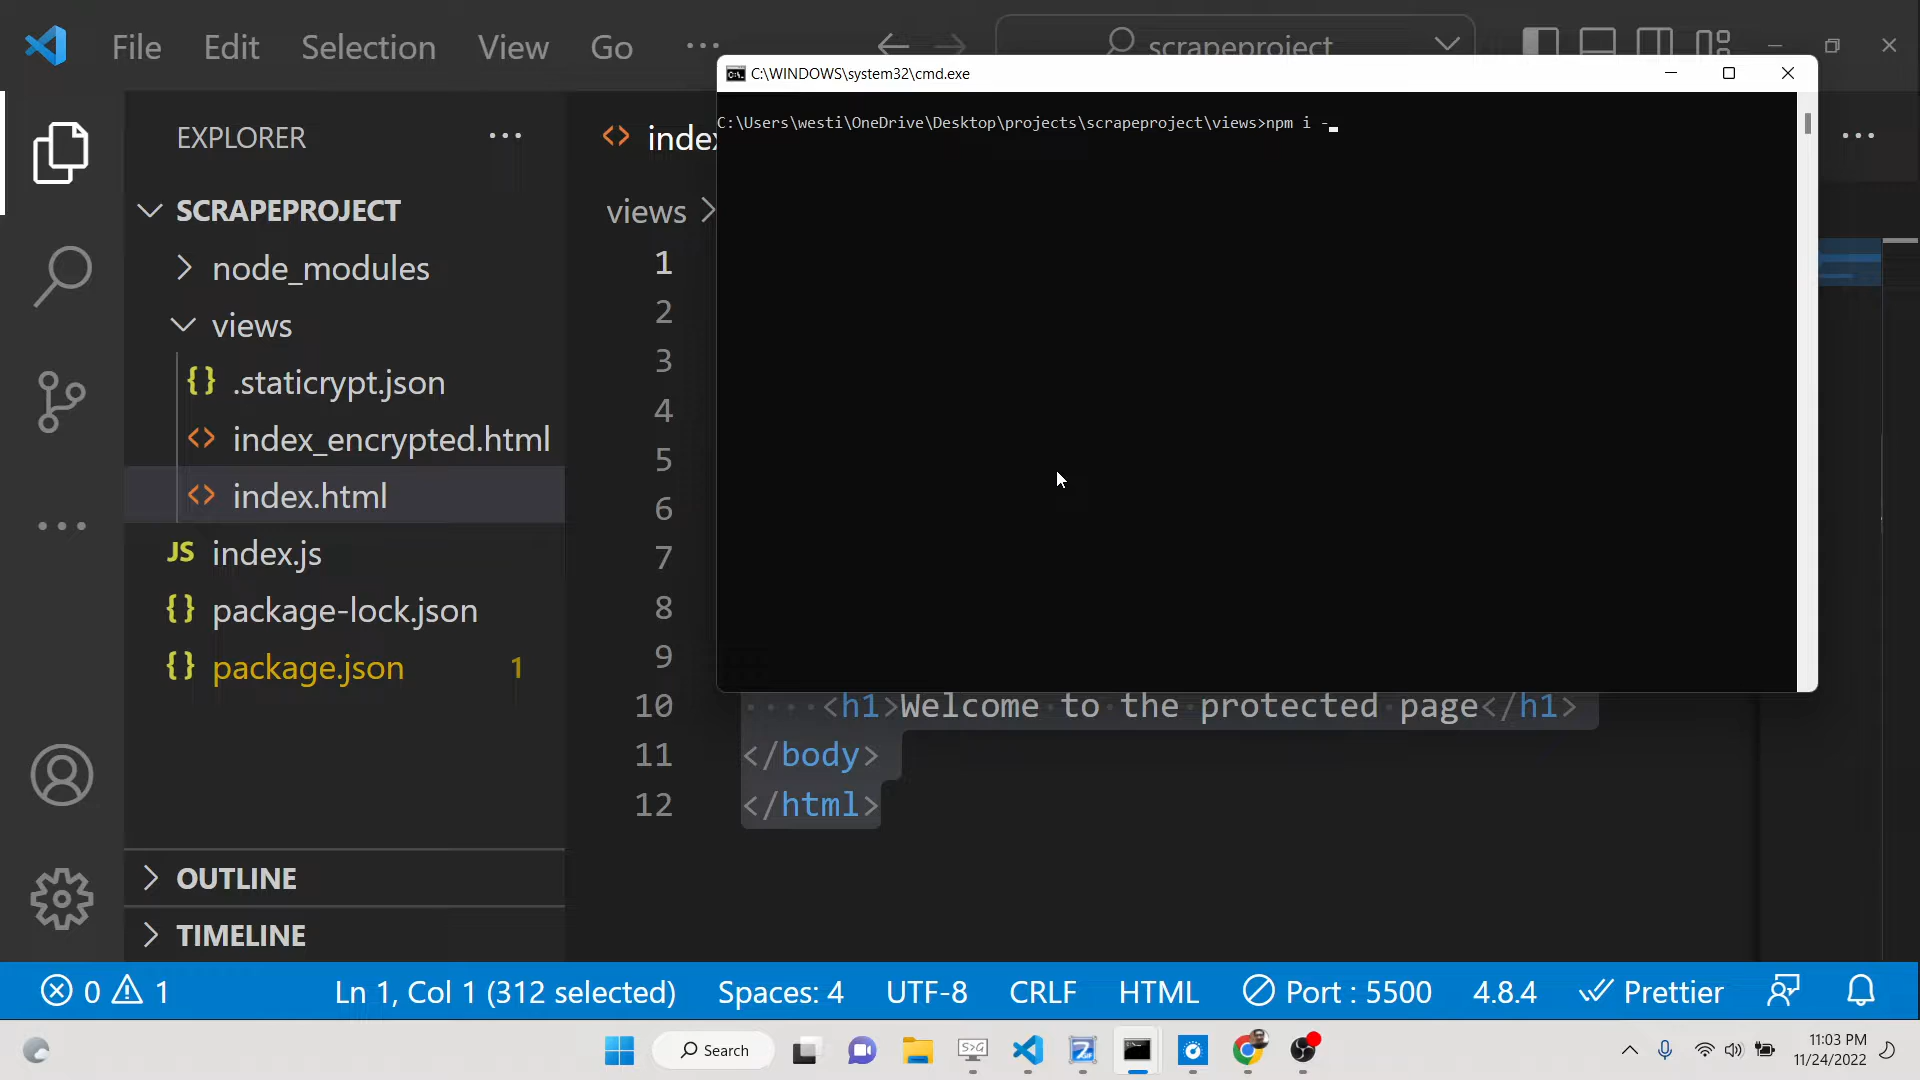 File Edit Selection View Go ...
scrapeproject
C:\WINDOWS\system32\cmd.exe
C:\Users\westi\OneDrive\Desktop\projects\scrapeproject\views>npm i -
EXPLORER
SCRAPEPROJECT
node_modules
views
{} .staticrypt.json
<> index_encrypted.html
<> index.html
JS index.js
{} package-lock.json
{} package.json 1
OUTLINE
TIMELINE
<> index
views >
1
2
3
4
5
6
7
8
9
10 ····<h1>Welcome·to·the·protected·page</h1>
11 </body>
12 </html>
0 1 Ln 1, Col 1 (312 selected) Spaces: 4 UTF-8 CRLF HTML Port : 5500 4.8.4 Prettier
Search
11:03 PM
11/24/2022